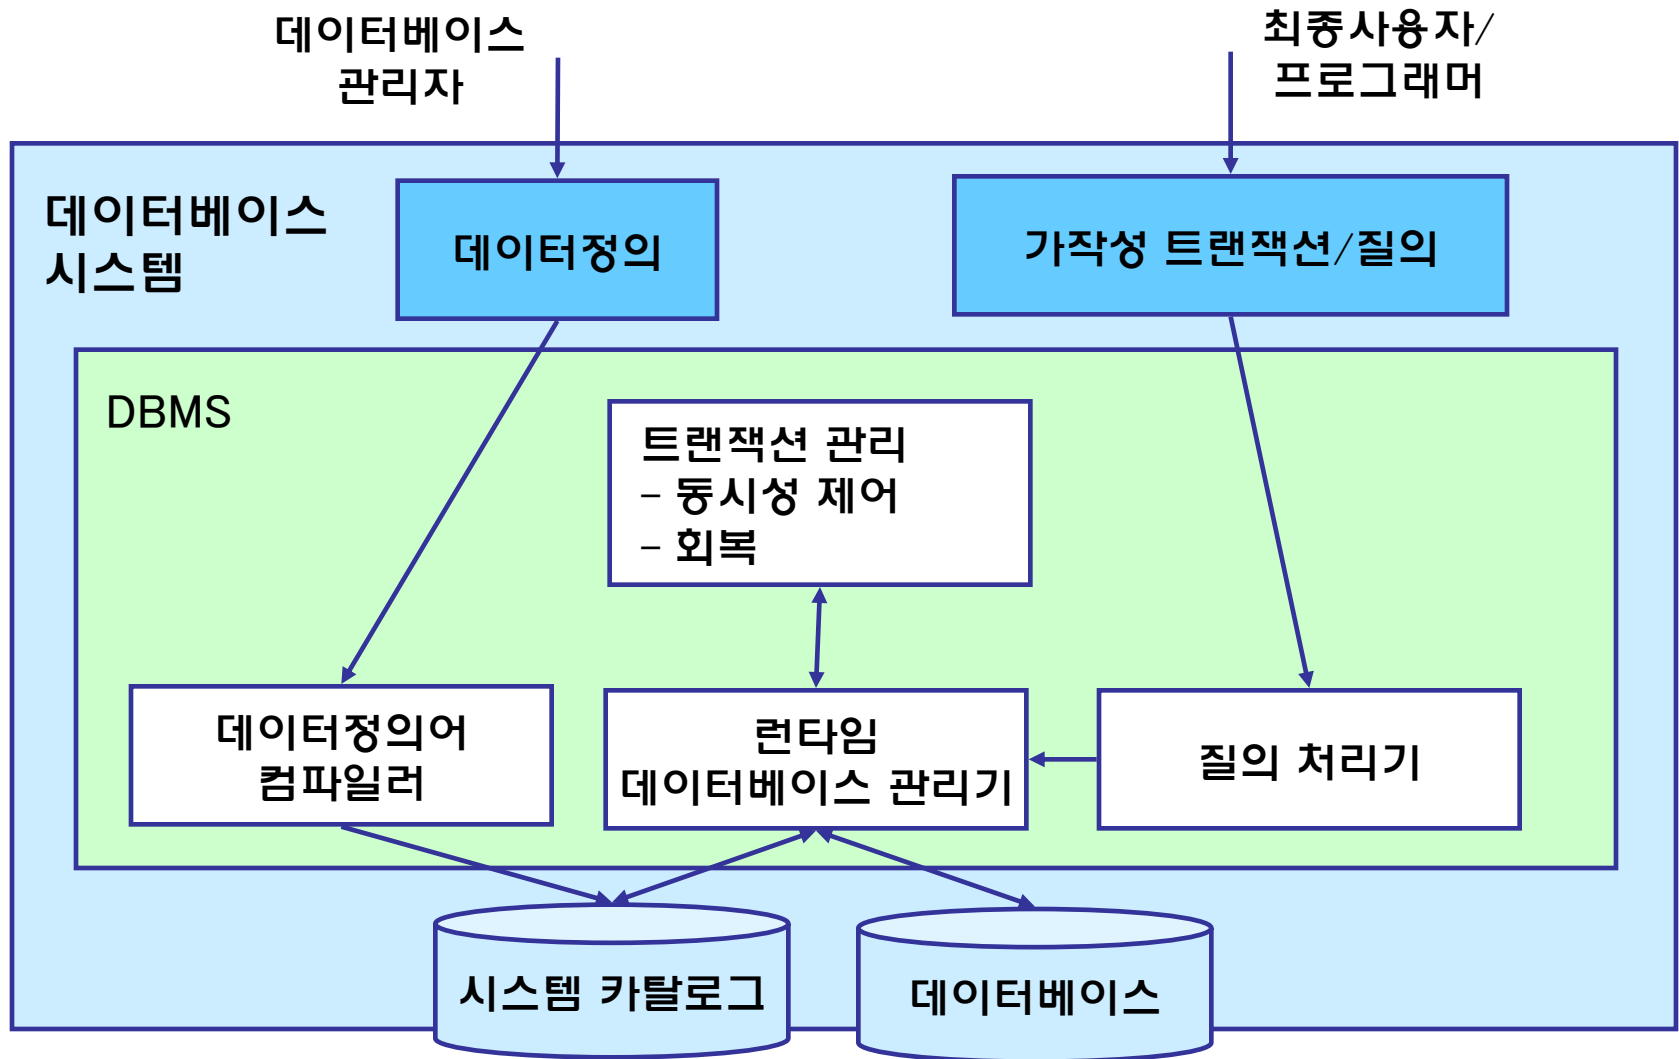 데이터베이스
관리자
최종사용자/
프로그래머
데이터베이스
시스템
데이터정의
가작성 트랜잭션/질의
DBMS
트랜잭션 관리
- 동시성 제어
- 회복
데이터정의어
컴파일러
런타임
데이터베이스 관리기
질의 처리기
시스템 카탈로그
데이터베이스